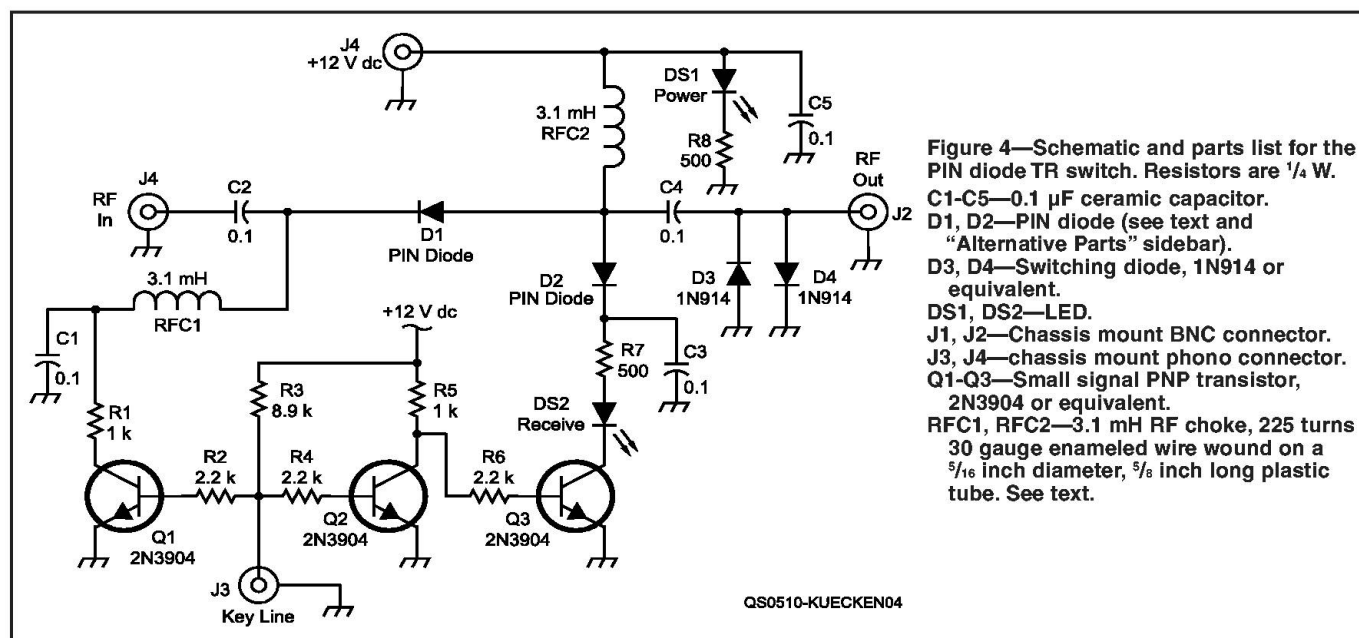 J4
+12 V dc
3.1 mH
RFC2
DS1
Power
R8
500
C5
0.1
RF
Out
J2
J4
RF
In
C2
0.1
D1
PIN Diode
C4
0.1
D3
1N914
D4
1N914
3.1 mH
RFC1
D2
PIN Diode
C1
0.1
+12 V dc
R7
500
C3
0.1
R1
1 k
R3
8.9 k
R5
1 k
DS2
Receive
R2
2.2 k
R4
2.2 k
R6
2.2 k
Q1
2N3904
Q2
2N3904
Q3
2N3904
J3
Key Line
QS0510-KUECKEN04
Figure 4—Schematic and parts list for the
PIN diode TR switch. Resistors are 1/4 W.
C1-C5—0.1 µF ceramic capacitor.
D1, D2—PIN diode (see text and
"Alternative Parts" sidebar).
D3, D4—Switching diode, 1N914 or
equivalent.
DS1, DS2—LED.
J1, J2—Chassis mount BNC connector.
J3, J4—chassis mount phono connector.
Q1-Q3—Small signal PNP transistor,
2N3904 or equivalent.
RFC1, RFC2—3.1 mH RF choke, 225 turns
30 gauge enameled wire wound on a
5/16 inch diameter, 5/8 inch long plastic
tube. See text.